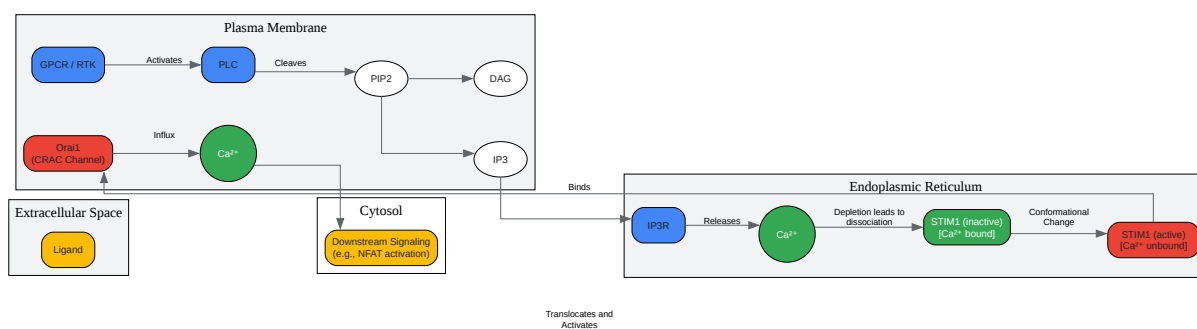 Plasma Membrane
GPCR / RTK
Activates
PLC
Cleaves
PIP2
DAG
Orai1
(CRAC Channel)
Influx
Ca²⁺
IP3
Binds
Extracellular Space
Ligand
Cytosol
Downstream Signaling
(e.g., NFAT activation)
Endoplasmic Reticulum
IP3R
Releases
Ca²⁺
Depletion leads to
dissociation
STIM1 (inactive)
[Ca²⁺ bound]
Conformational
Change
STIM1 (active)
[Ca²⁺ unbound]
Translocates and
Activates